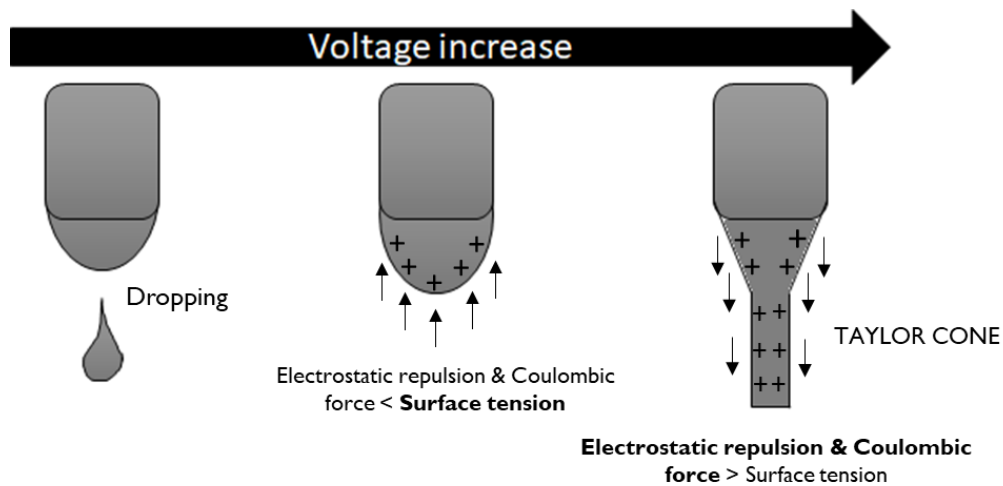 Voltage increase
Dropping
Electrostatic repulsion & Coulombic
force < Surface tension
TAYLOR CONE
Electrostatic repulsion & Coulombic
force > Surface tension